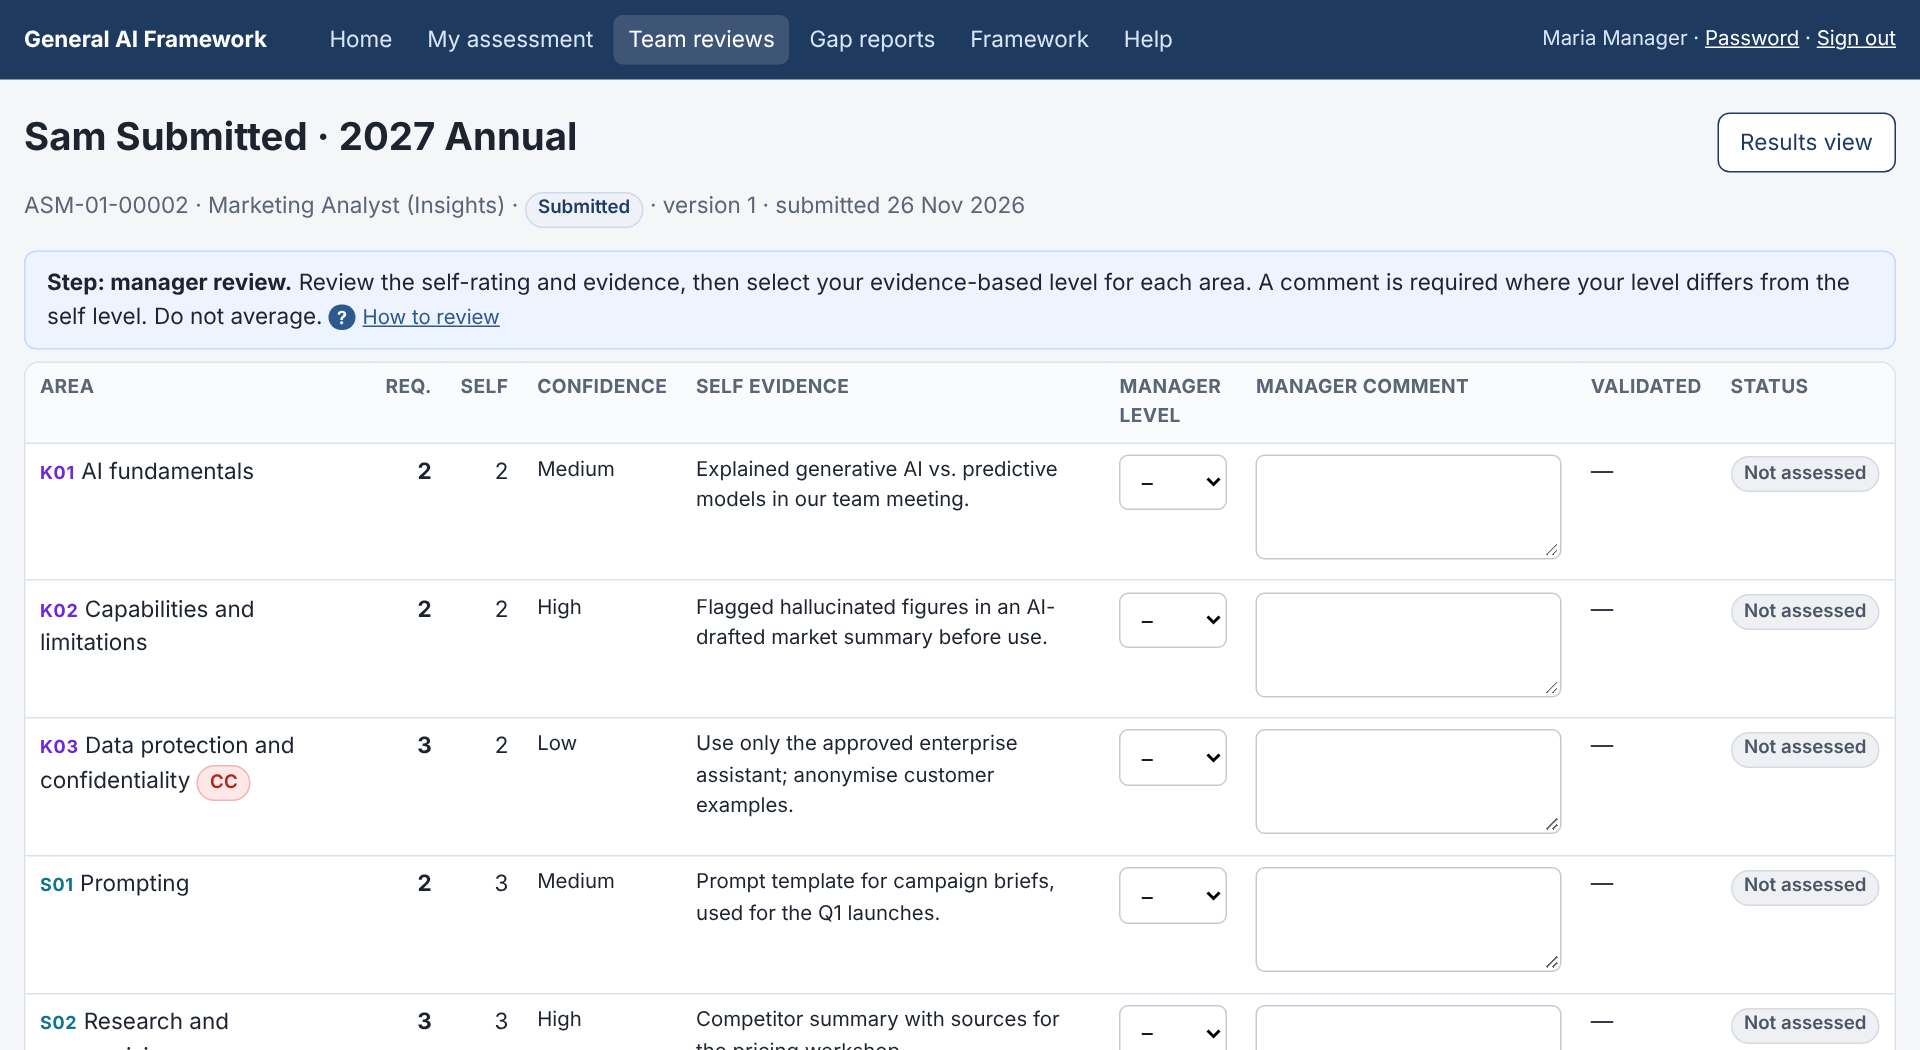 General AI Framework Home My assessment Team reviews Gap reports Framework Help Maria Manager · Password · Sign out
Sam Submitted · 2027 Annual
Results view
ASM-01-00002 · Marketing Analyst (Insights) · Submitted · version 1 · submitted 26 Nov 2026
Step: manager review. Review the self-rating and evidence, then select your evidence-based level for each area. A comment is required where your level differs from the
self level. Do not average. ? How to review
AREA REQ. SELF CONFIDENCE SELF EVIDENCE MANAGER LEVEL MANAGER COMMENT VALIDATED STATUS
K01 AI fundamentals 2 2 Medium Explained generative AI vs. predictive – — Not assessed
models in our team meeting.
K02 Capabilities and 2 2 High Flagged hallucinated figures in an AI- – — Not assessed
limitations drafted market summary before use.
K03 Data protection and 3 2 Low Use only the approved enterprise – — Not assessed
confidentiality CC assistant; anonymise customer
examples.
S01 Prompting 2 3 Medium Prompt template for campaign briefs, – — Not assessed
used for the Q1 launches.
S02 Research and 3 3 High Competitor summary with sources for – — Not assessed
the pricing workshop.